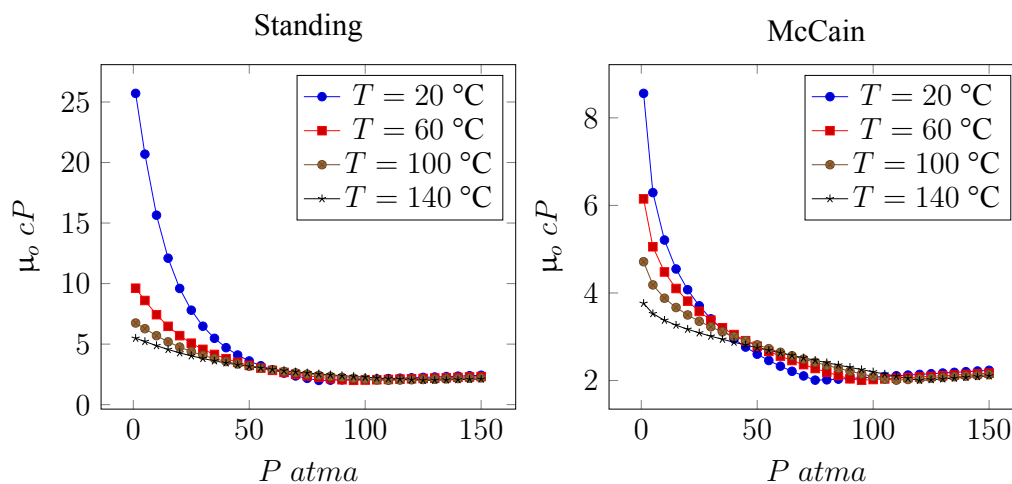 Standing
μₒ cP
25
20
15
10
5
0
T = 20 °C
T = 60 °C
T = 100 °C
T = 140 °C
0 50 100 150
P atma
McCain
μₒ cP
8
6
4
2
T = 20 °C
T = 60 °C
T = 100 °C
T = 140 °C
0 50 100 150
P atma